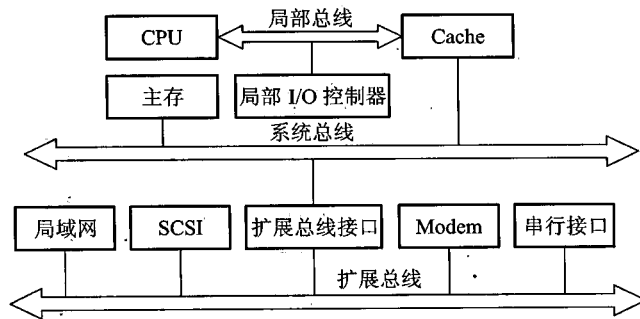 局部总线
CPU
Cache
主存
局部 I/O 控制器
系统总线
局域网
SCSI
扩展总线接口
Modem
串行接口
扩展总线